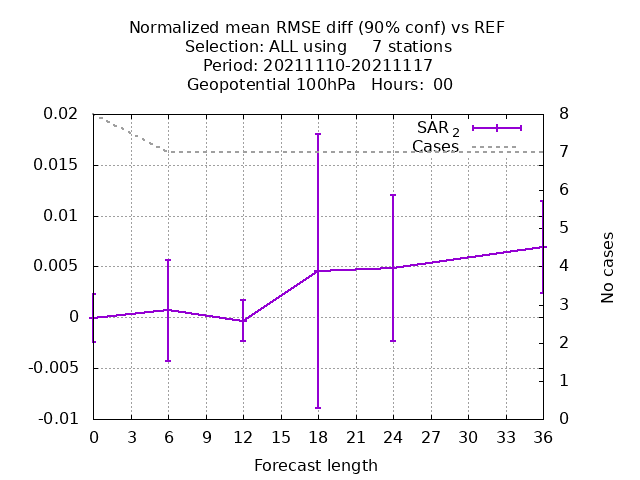 Normalized mean RMSE diff (90% conf) vs REF
Selection: ALL using     7 stations
Period: 20211110-20211117
Geopotential 100hPa   Hours:  00
0.02
0.015
0.01
0.005
0
-0.005
-0.01
8
7
6
5
4
3
2
1
0
SAR 2
Cases
No cases
0 3 6 9 12 15 18 21 24 27 30 33 36
Forecast length